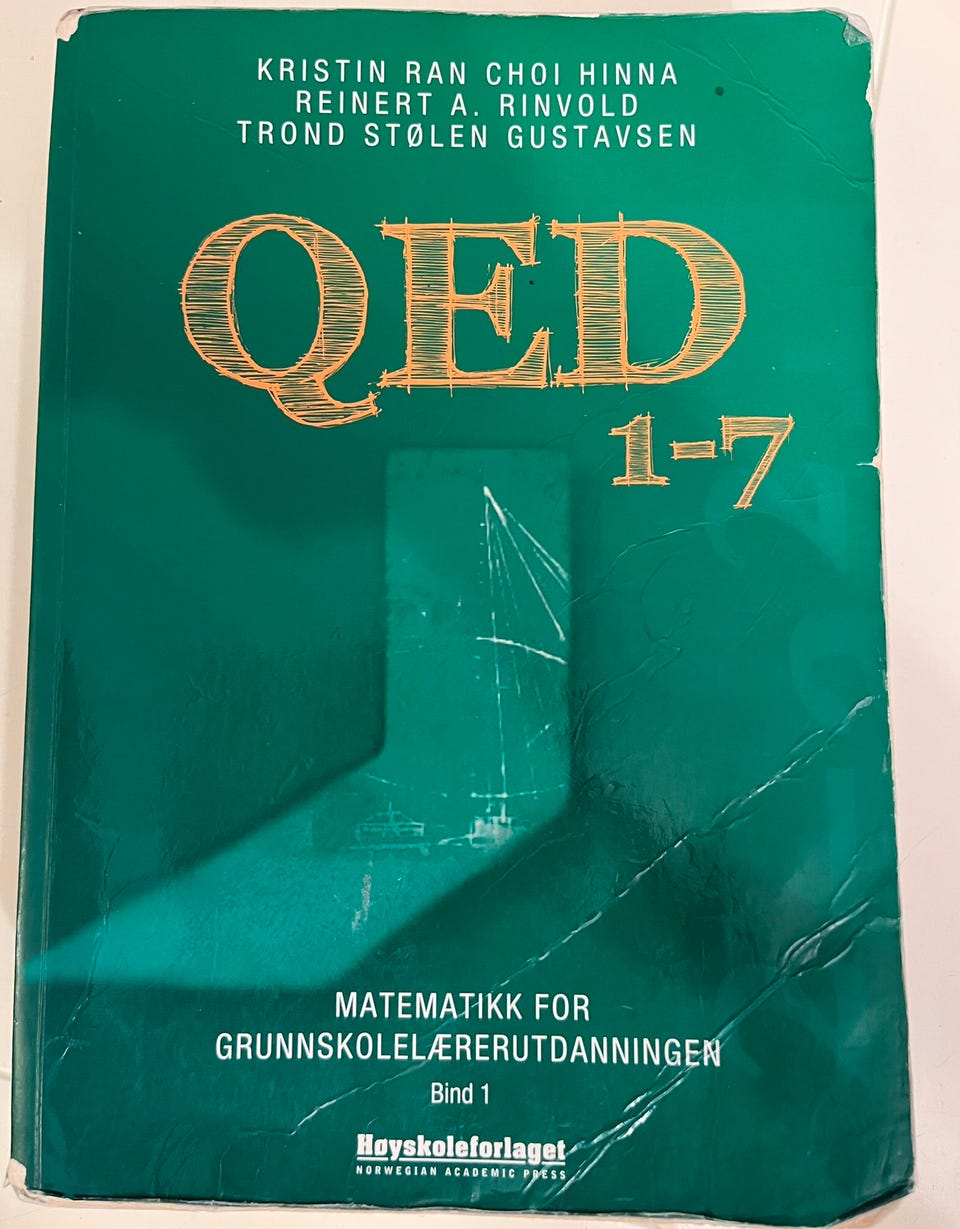 KRISTIN RAN CHOI HINNA
REINERT A. RINVOLD
TROND STØLEN GUSTAVSEN
QED
1-7
MATEMATIKK FOR
GRUNNSKOLELÆRERUTDANNINGEN
Bind 1
Høyskoleforlaget
NORWEGIAN ACADEMIC PRESS